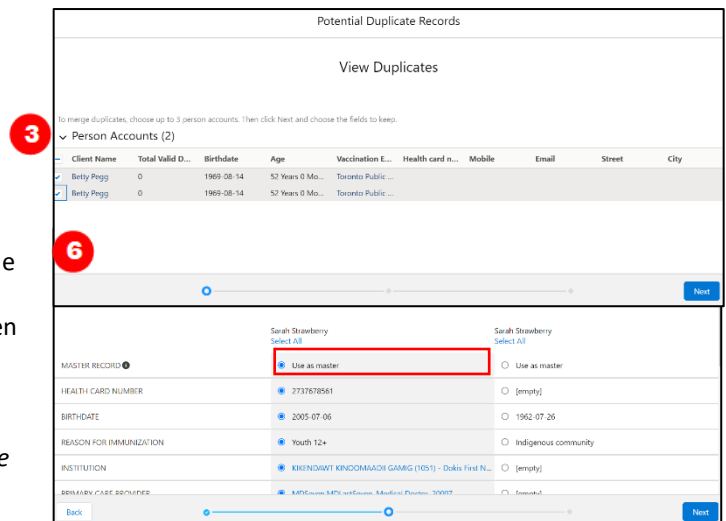 Potential Duplicate Records
View Duplicates
To merge duplicates, choose up to 3 person accounts. Then click Next and choose the fields to keep.
3
Person Accounts (2)
Client Name Total Valid D... Birthdate Age Vaccination E... Health card n... Mobile Email Street City
Betty Pegg 0 1969-08-14 52 Years 0 Mo... Toronto Public ...
Betty Pegg 0 1969-08-14 52 Years 0 Mo... Toronto Public ...
6
e
Next
en
Sarah Strawberry Sarah Strawberry
Select All Select All
MASTER RECORD Use as master Use as master
HEALTH CARD NUMBER 2737678561 [empty]
BIRTHDATE 2005-07-06 1962-07-26
REASON FOR IMMUNIZATION Youth 12+ Indigenous community
e
INSTITUTION KIKENDAWT KINOOMAADII GAMIG (1051) - Dokis First N... [empty]
PRIMARY CARE PROVIDER [empty]
Back Next